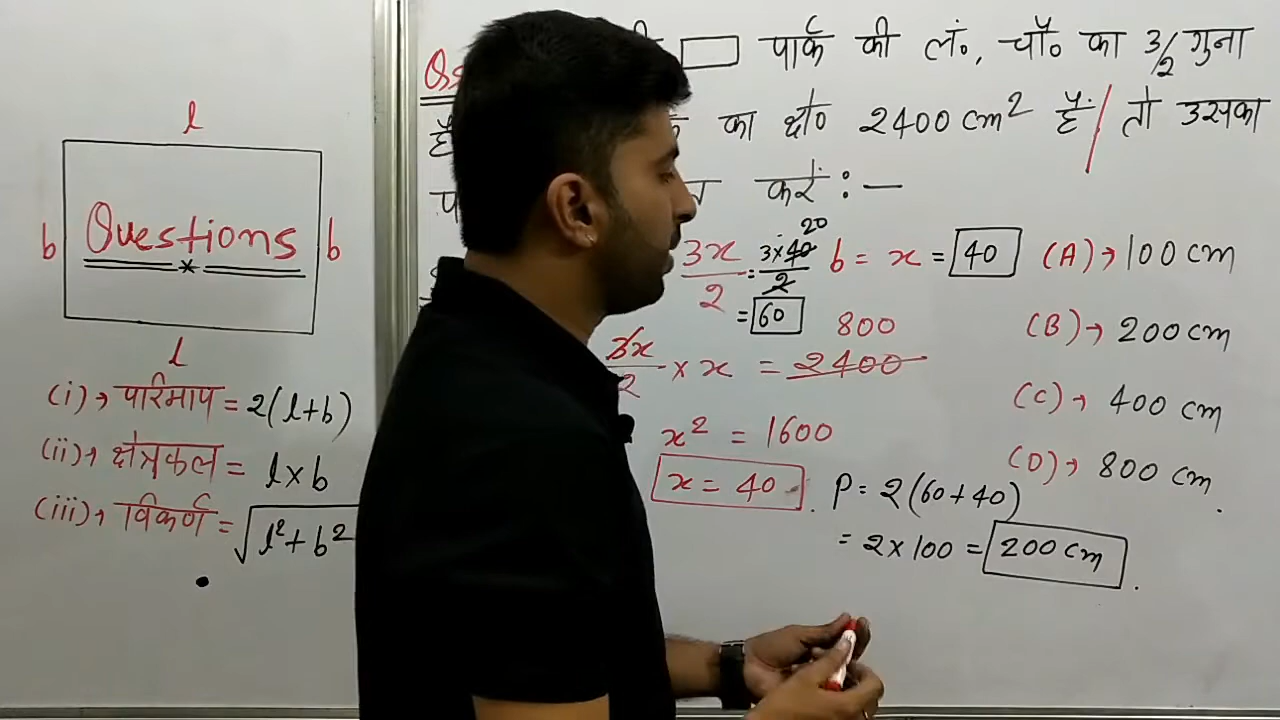 l
b Questions b
l
(i)→ परिमाप = 2(l+b)
(ii)→ क्षेत्रफल = l×b
(iii)→ विकर्ण = √l²+b²
पार्क की लं०, चौ० का 3/2 गुना
का क्षे० 2400 cm² है / तो उसका
करें :—
3x/2 = 3×40/2 20 b = x = 40
= 60
3x/2 × x = 2400 800
x² = 1600
x = 40
P = 2(60+40)
= 2×100 = 200 cm
(A)→ 100 cm
(B)→ 200 cm
(C)→ 400 cm
(D)→ 800 cm